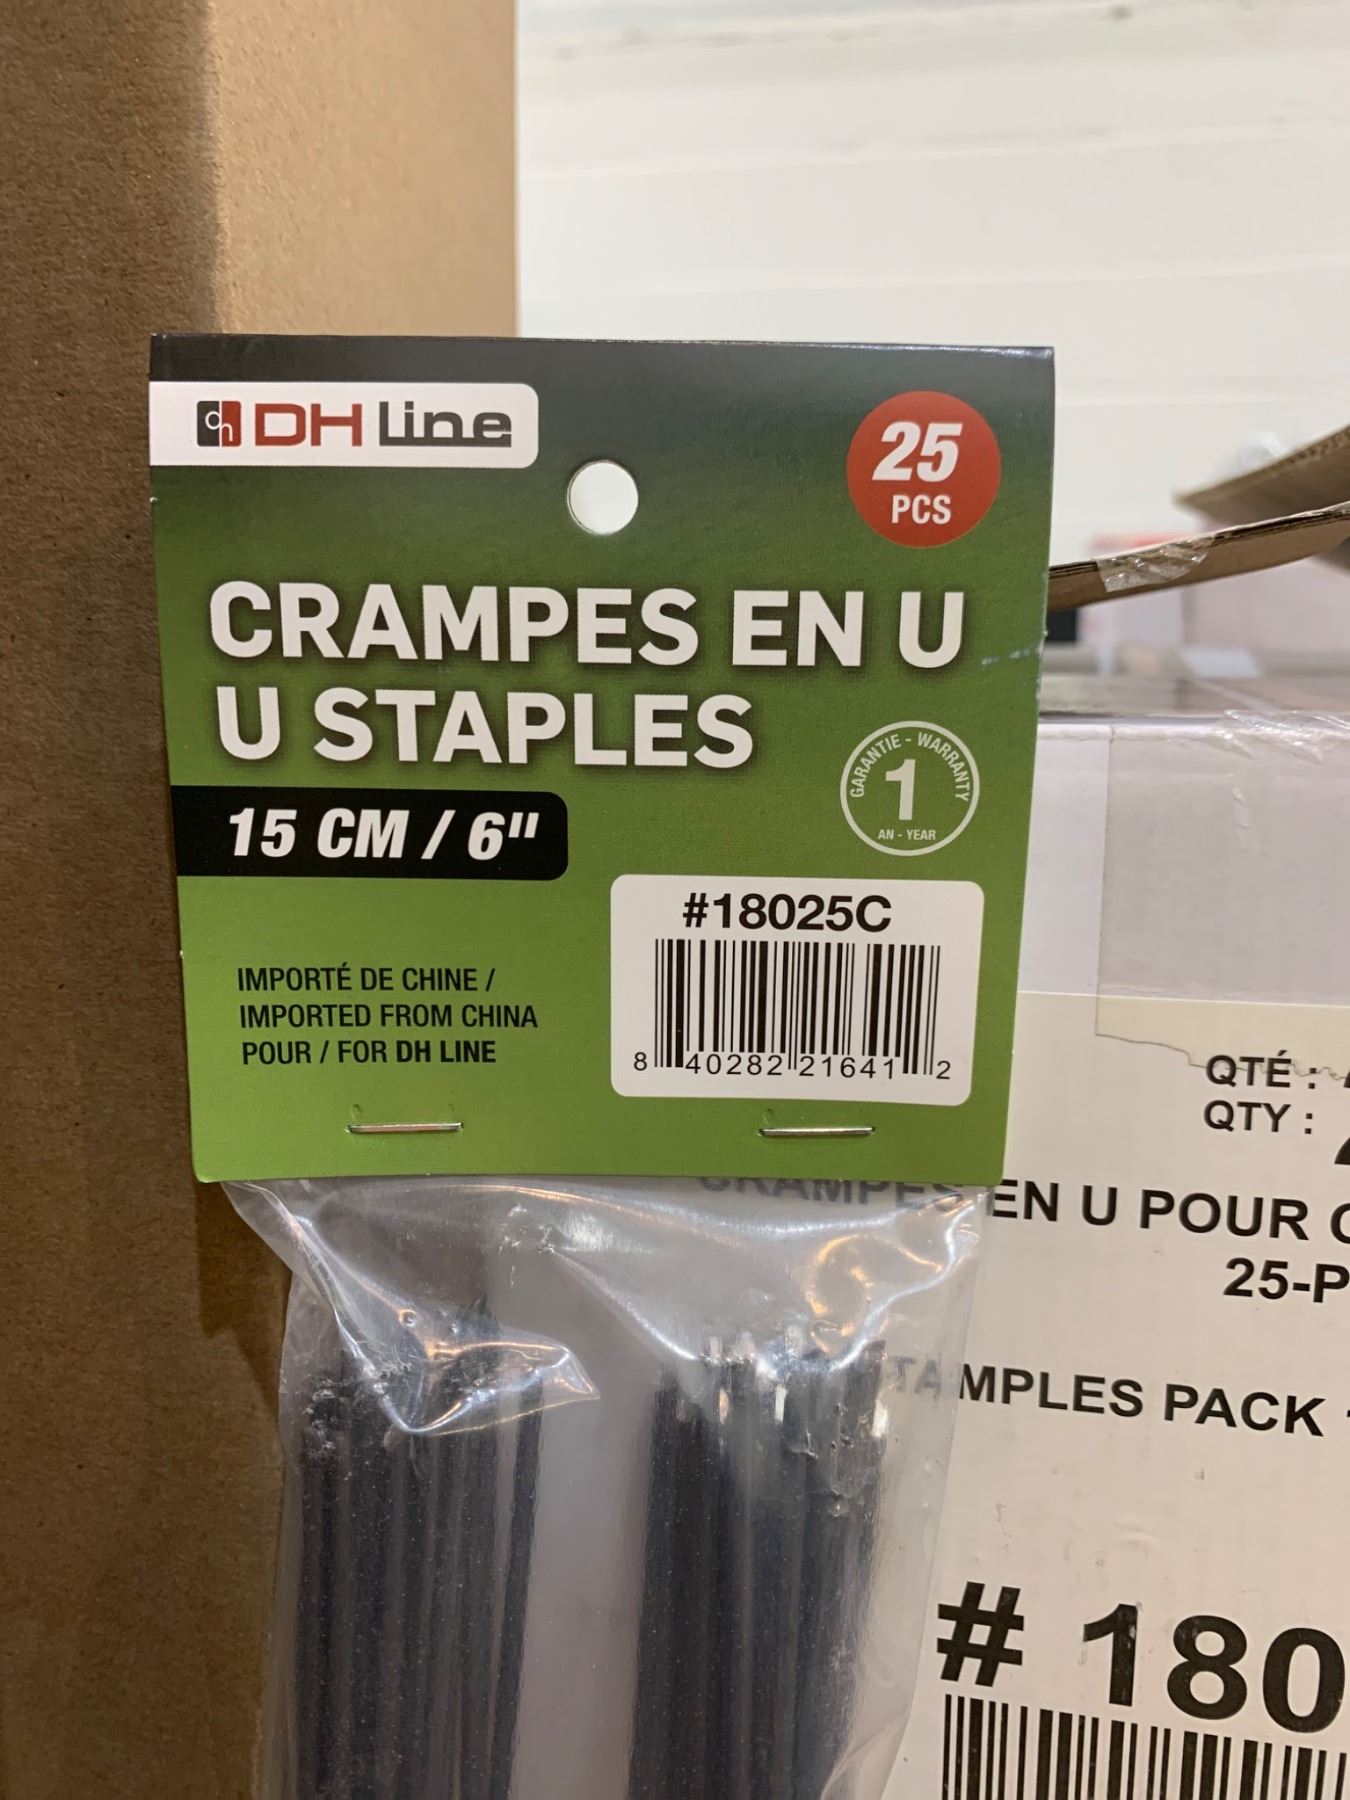 dh DH Line
25
PCS
CRAMPES EN U
U STAPLES
15 CM / 6"
GARANTIE - WARRANTY
1
AN - YEAR
#18025C
8 40282 21641 2
IMPORTÉ DE CHINE /
IMPORTED FROM CHINA
POUR / FOR DH LINE
QTÉ :
QTY :
CRAMPES EN U POUR
25-P
MPLES PACK
# 180